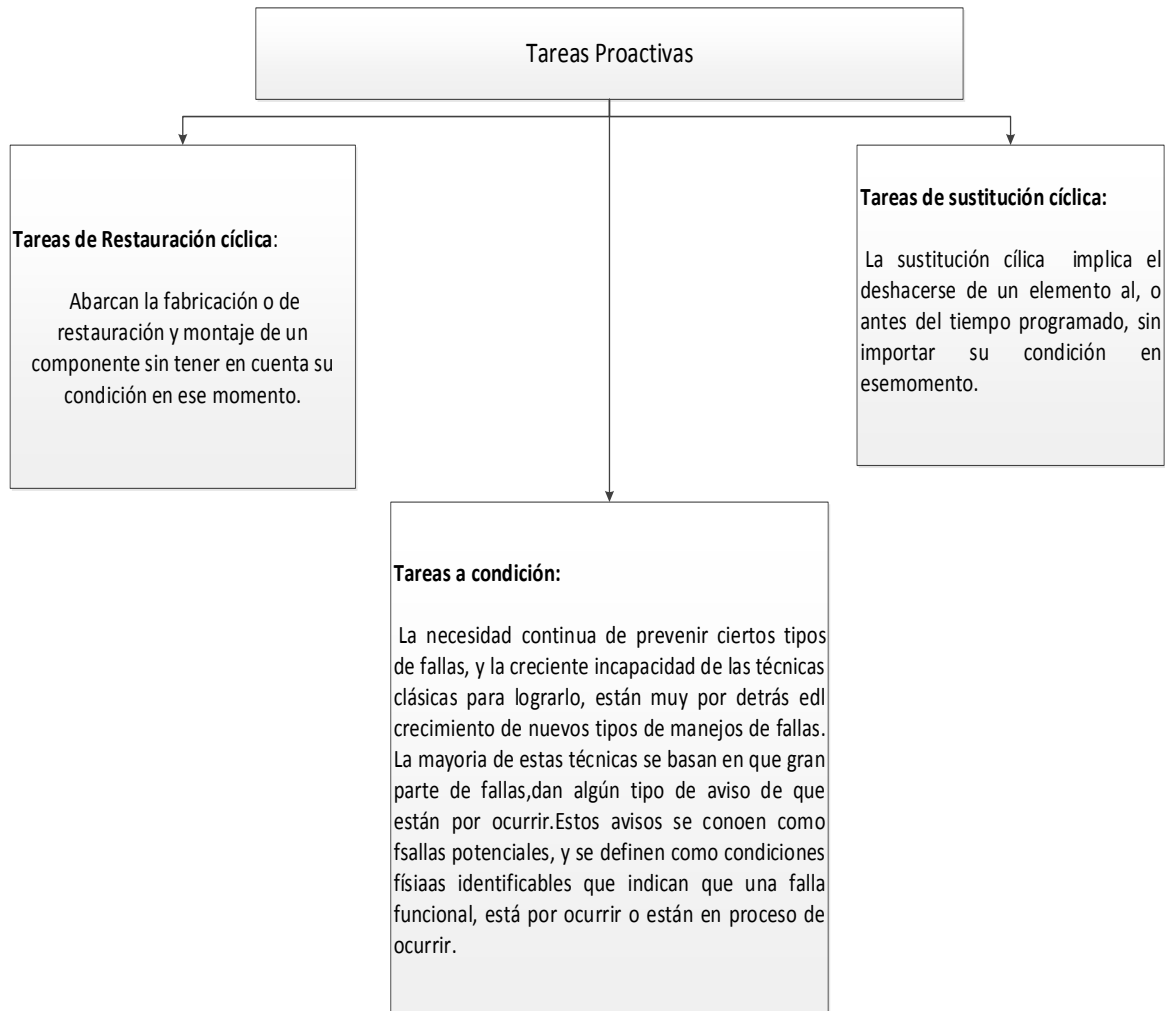 Tareas Proactivas
Tareas de Restauración cíclica:
Abarcan la fabricación o de
restauración y montaje de un
componente sin tener en cuenta su
condición en ese momento.
Tareas de sustitución cíclica:
La sustitución cílica implica el
deshacerse de un elemento al, o
antes del tiempo programado, sin
importar su condición en
esemomento.
Tareas a condición:
La necesidad continua de prevenir ciertos tipos
de fallas, y la creciente incapacidad de las técnicas
clásicas para lograrlo, están muy por detrás edl
crecimiento de nuevos tipos de manejos de fallas.
La mayoria de estas técnicas se basan en que gran
parte de fallas,dan algún tipo de aviso de que
están por ocurrir.Estos avisos se conoen como
fsallas potenciales, y se definen como condiciones
físiaas identificables que indican que una falla
funcional, está por ocurrir o están en proceso de
ocurrir.